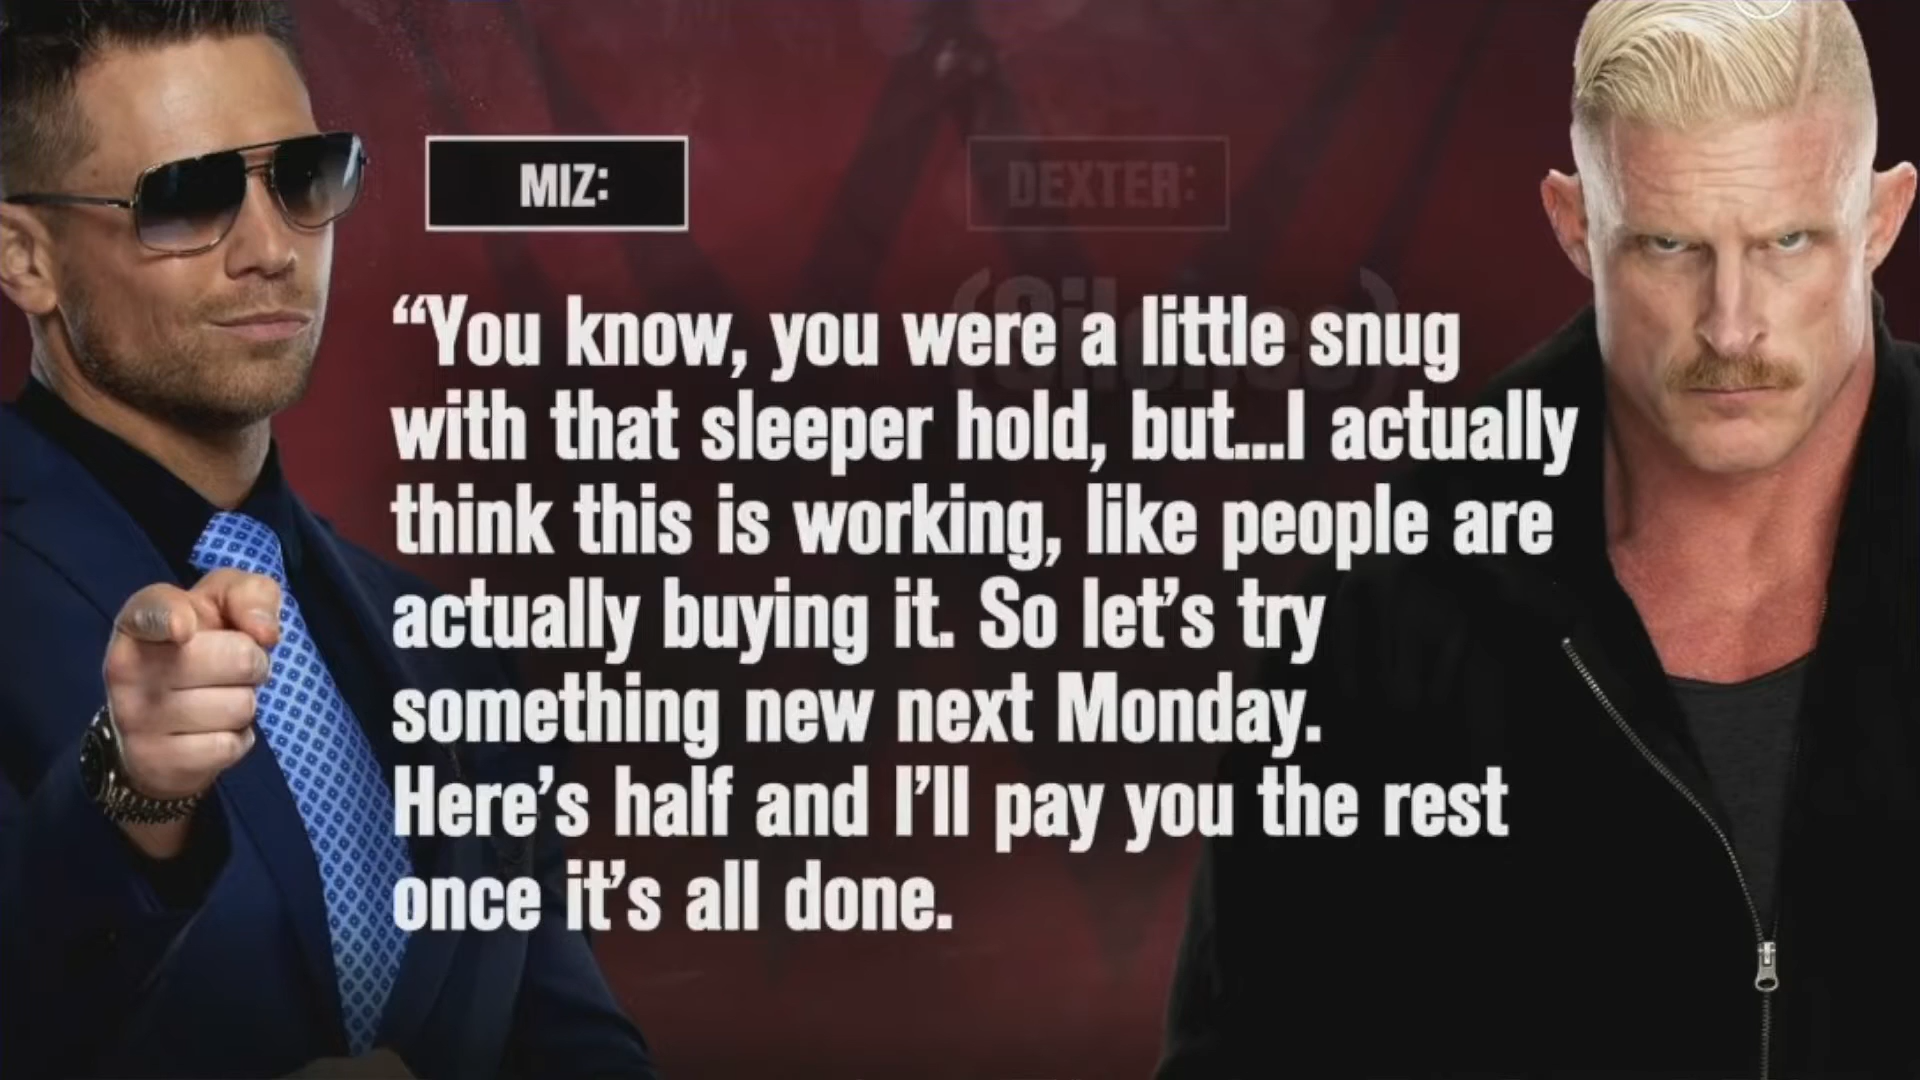 MIZ:
DEXTER:
(Silence)
“You know, you were a little snug
with that sleeper hold, but...I actually
think this is working, like people are
actually buying it. So let’s try
something new next Monday.
Here’s half and I’ll pay you the rest
once it’s all done.